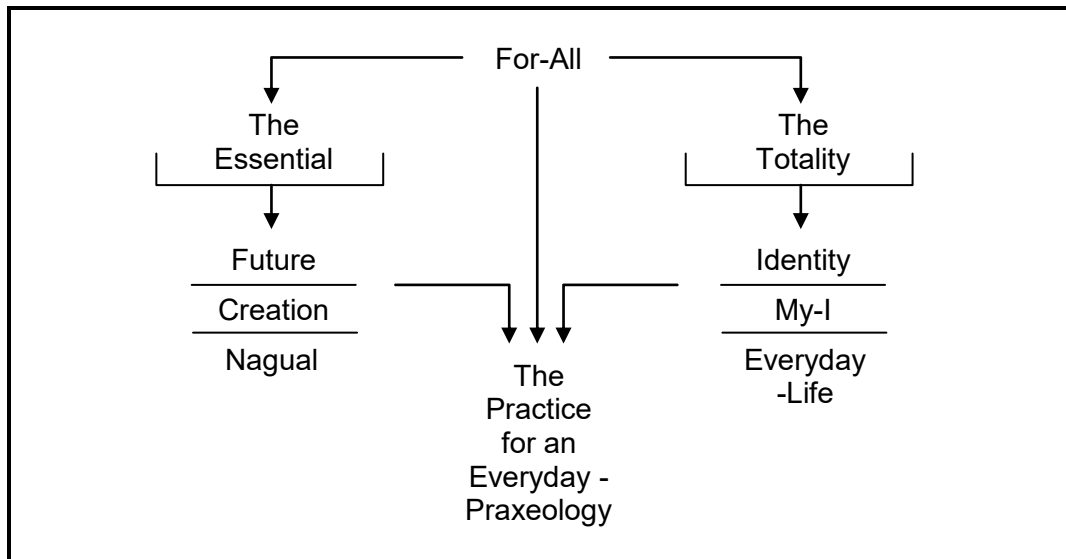 For-All
The
Essential
The
Totality
Future
Creation
Nagual
Identity
My-I
Everyday
-Life
The
Practice
for an
Everyday -
Praxeology